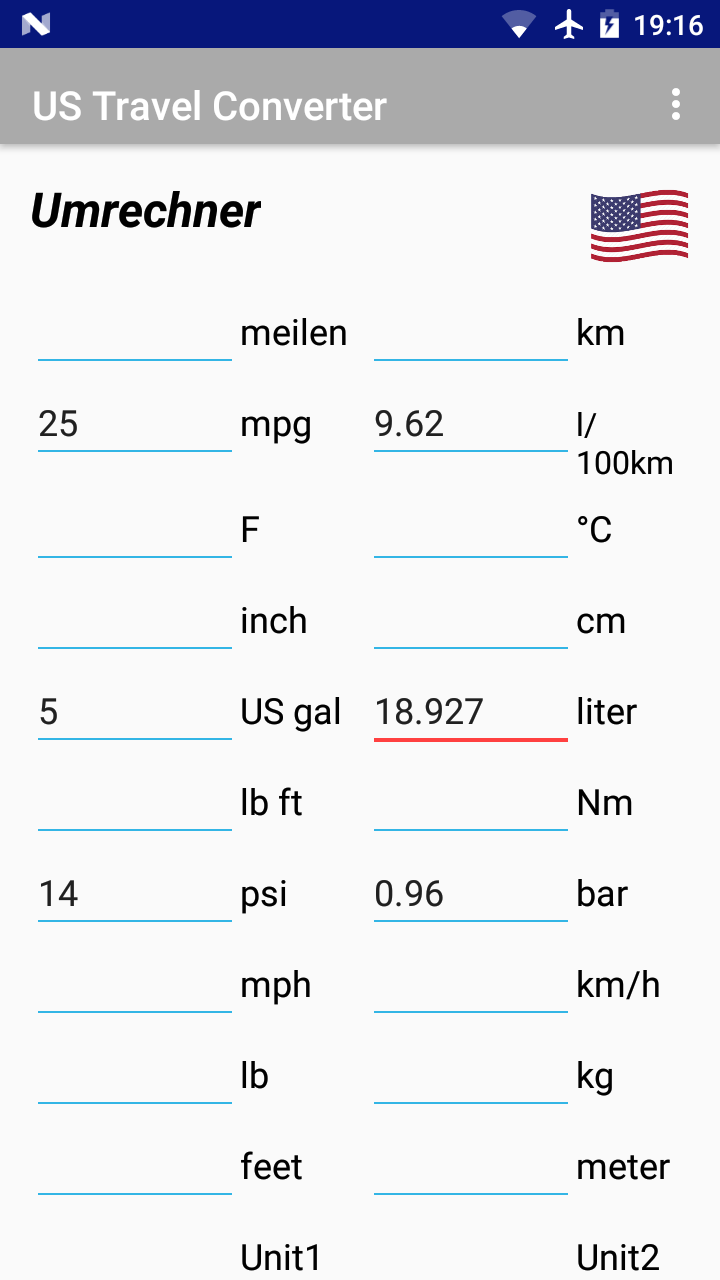 19:16
US Travel Converter
Umrechner
meilen km
25 mpg 9.62 l/
100km
F °C
inch cm
5 US gal 18.927 liter
lb ft Nm
14 psi 0.96 bar
mph km/h
lb kg
feet meter
Unit1 Unit2